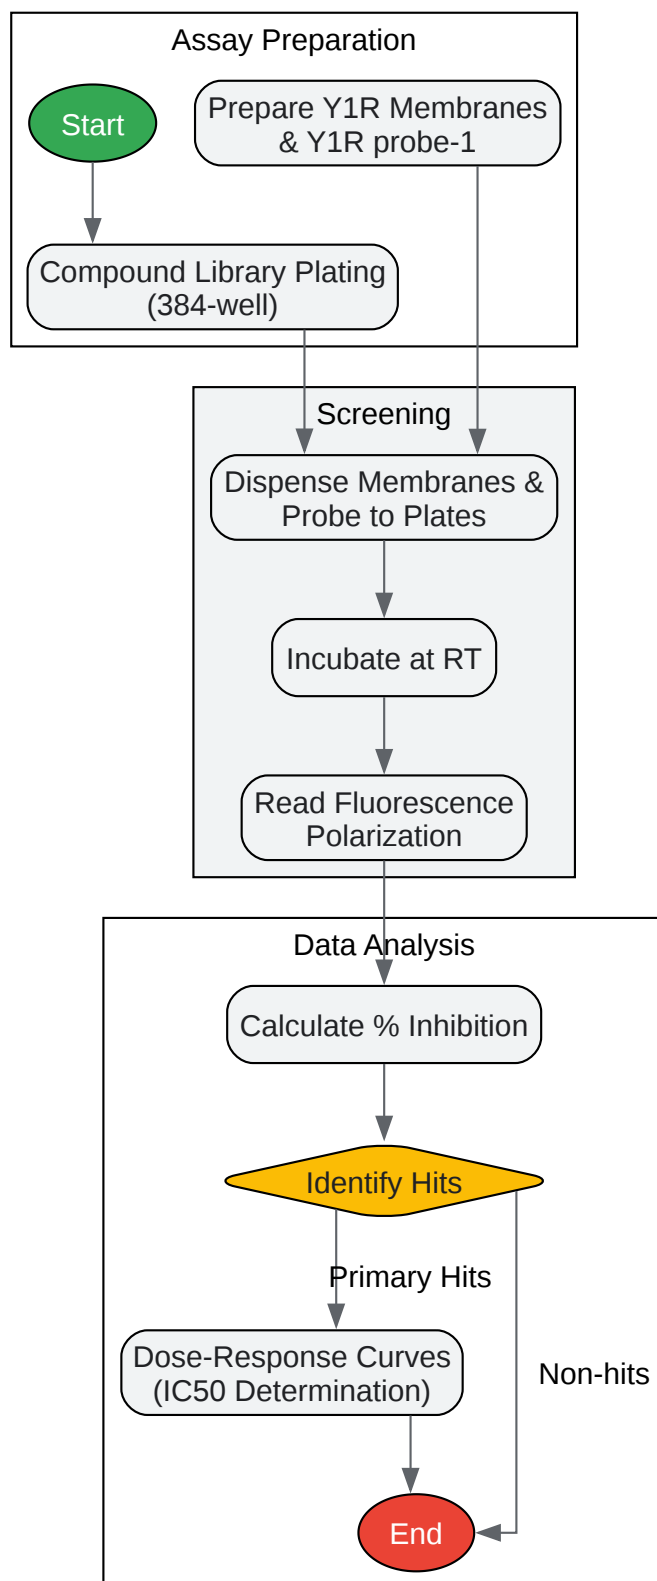 Assay Preparation
Start
Prepare Y1R Membranes
& Y1R probe-1
Compound Library Plating
(384-well)
Screening
Dispense Membranes &
Probe to Plates
Incubate at RT
Read Fluorescence
Polarization
Data Analysis
Calculate % Inhibition
Identify Hits
Primary Hits
Dose-Response Curves
(IC50 Determination)
Non-hits
End